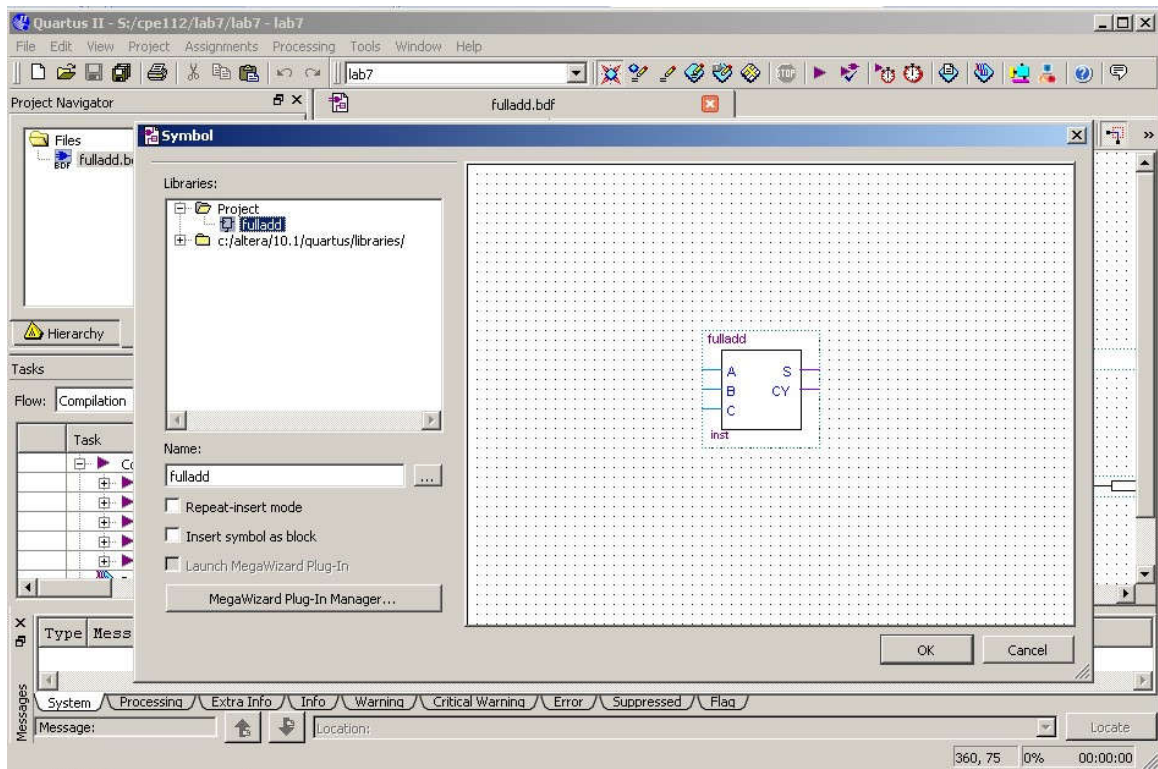 Quartus II - S:/cpe112/lab7/lab7 - lab7
File Edit View Project Assignments Processing Tools Window Help
lab7
STOP
Project Navigator
fulladd.bdf
Files
BDF fulladd.b
Symbol
Libraries:
Project
fulladd
c:/altera/10.1/quartus/libraries/
Hierarchy
Tasks
Flow: Compilation
Task
Name:
fulladd
...
Repeat-insert mode
Insert symbol as block
Launch MegaWizard Plug-In
MegaWizard Plug-In Manager...
fulladd
A S
B CY
C
inst
OK Cancel
Type Mess
Messages
System Processing Extra Info Info Warning Critical Warning Error Suppressed Flag
Message: Location: Locate
360, 75 0% 00:00:00